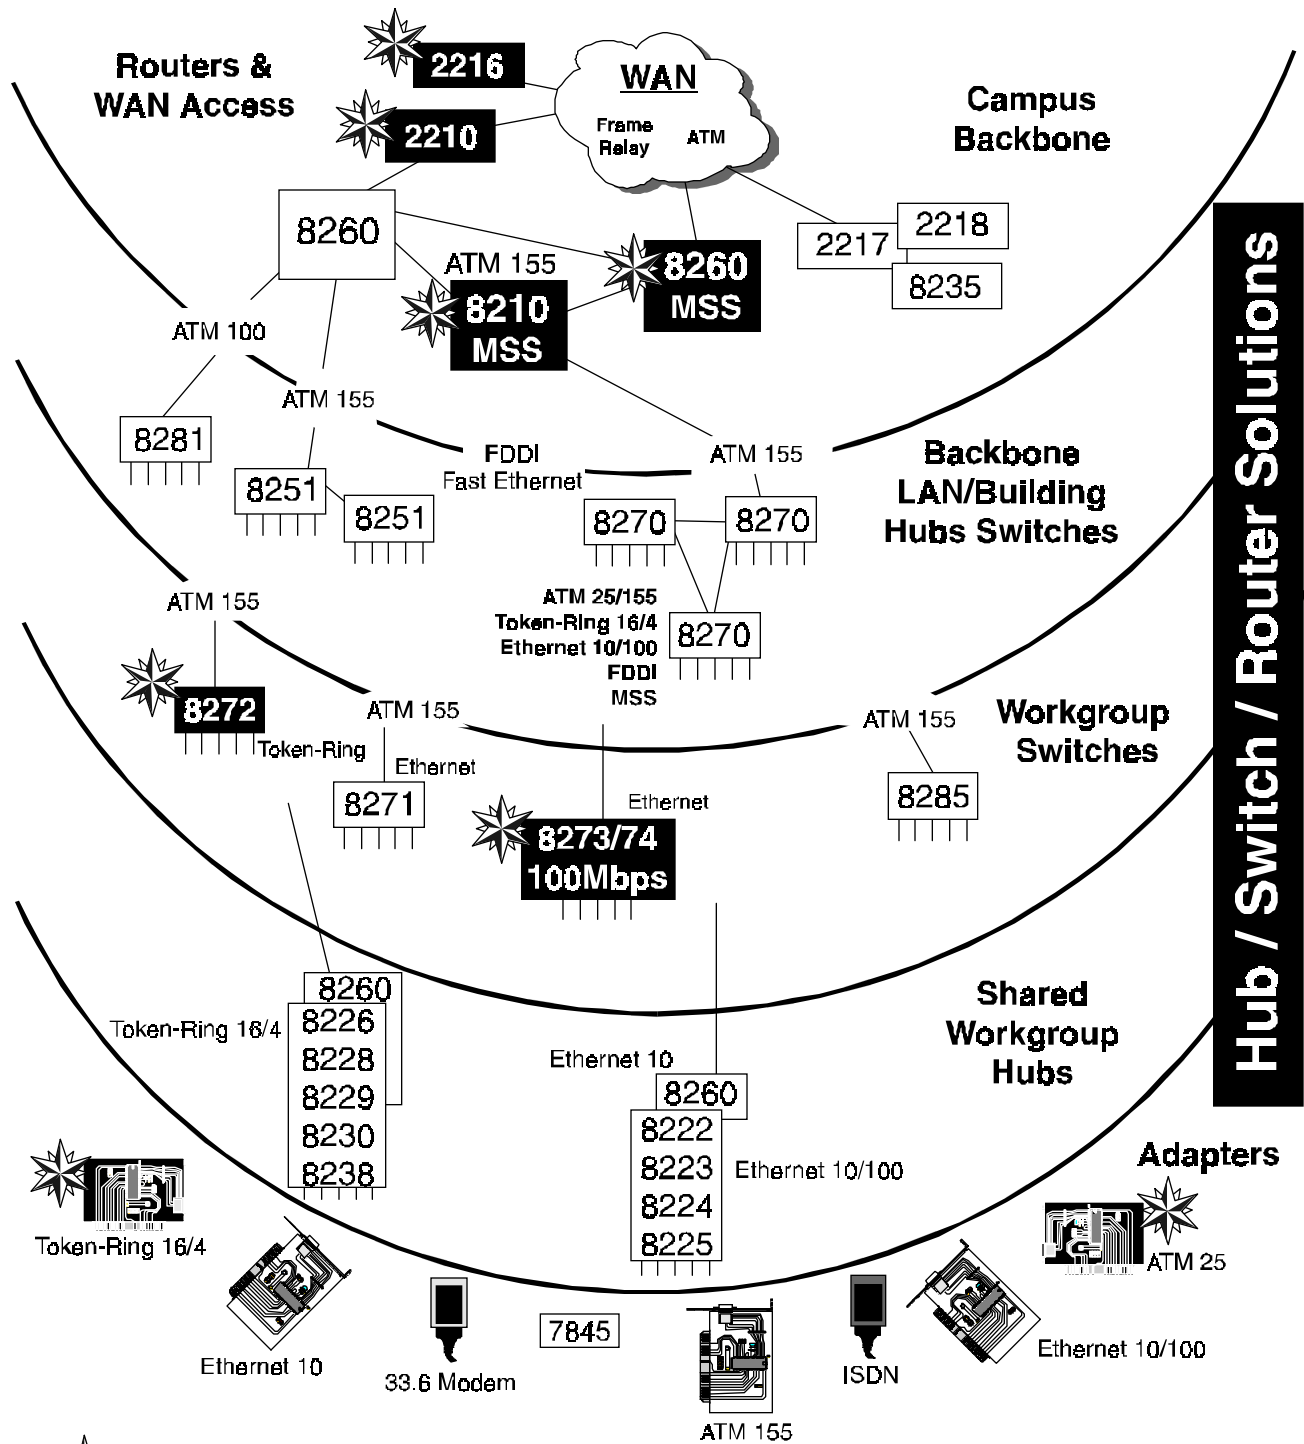 Routers &
WAN Access
2216
2210
WAN
Frame
Relay
ATM
Campus
Backbone
8260
ATM 155
8210
MSS
8260
MSS
2217
2218
8235
ATM 100
ATM 155
8281
8251
8251
FDDI
Fast Ethernet
ATM 155
8270
8270
Backbone
LAN/Building
Hubs Switches
ATM 25/155
Token-Ring 16/4
Ethernet 10/100
FDDI
MSS
8270
ATM 155
8272
Token-Ring
ATM 155
Ethernet
8271
Ethernet
8273/74
100Mbps
ATM 155
8285
Workgroup
Switches
Hub / Switch / Router Solutions
Token-Ring 16/4
8260
8226
8228
8229
8230
8238
Ethernet 10
8260
8222
8223
8224
8225
Ethernet 10/100
Shared
Workgroup
Hubs
Adapters
Token-Ring 16/4
Ethernet 10
33.6 Modem
7845
ATM 155
ISDN
Ethernet 10/100
ATM 25